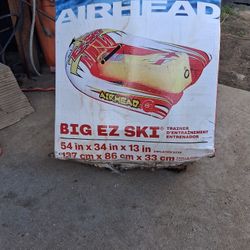 AIRHEAD
AIRHEAD
BIG EZ SKI
TRAINER
D'ENTRAINEMENT
ENTRENADOR
54 in x 34 in x 13 in
137 cm x 86 cm x 33 cm